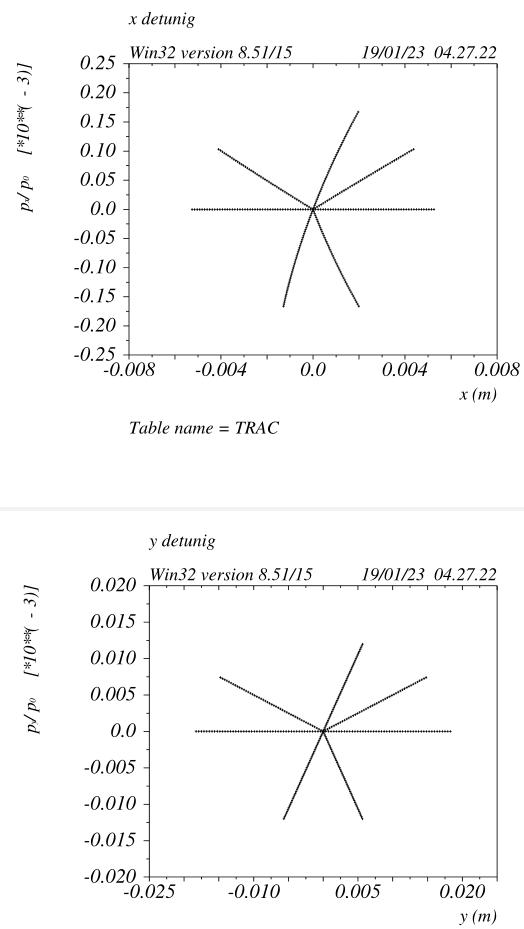 x detunig
Win32 version 8.51/15 19/01/23 04.27.22
px/ p0 [*10**( - 3)]
0.25
0.20
0.15
0.10
0.05
0.0
-0.05
-0.10
-0.15
-0.20
-0.25
-0.008 -0.004 0.0 0.004 0.008
x (m)
Table name = TRAC
y detunig
Win32 version 8.51/15 19/01/23 04.27.22
/ p0 [*10**( - 3)]
0.020
0.015
0.010
0.005
0.0
-0.005
-0.010
-0.015
-0.020
-0.025 -0.010 0.005 0.020
y (m)